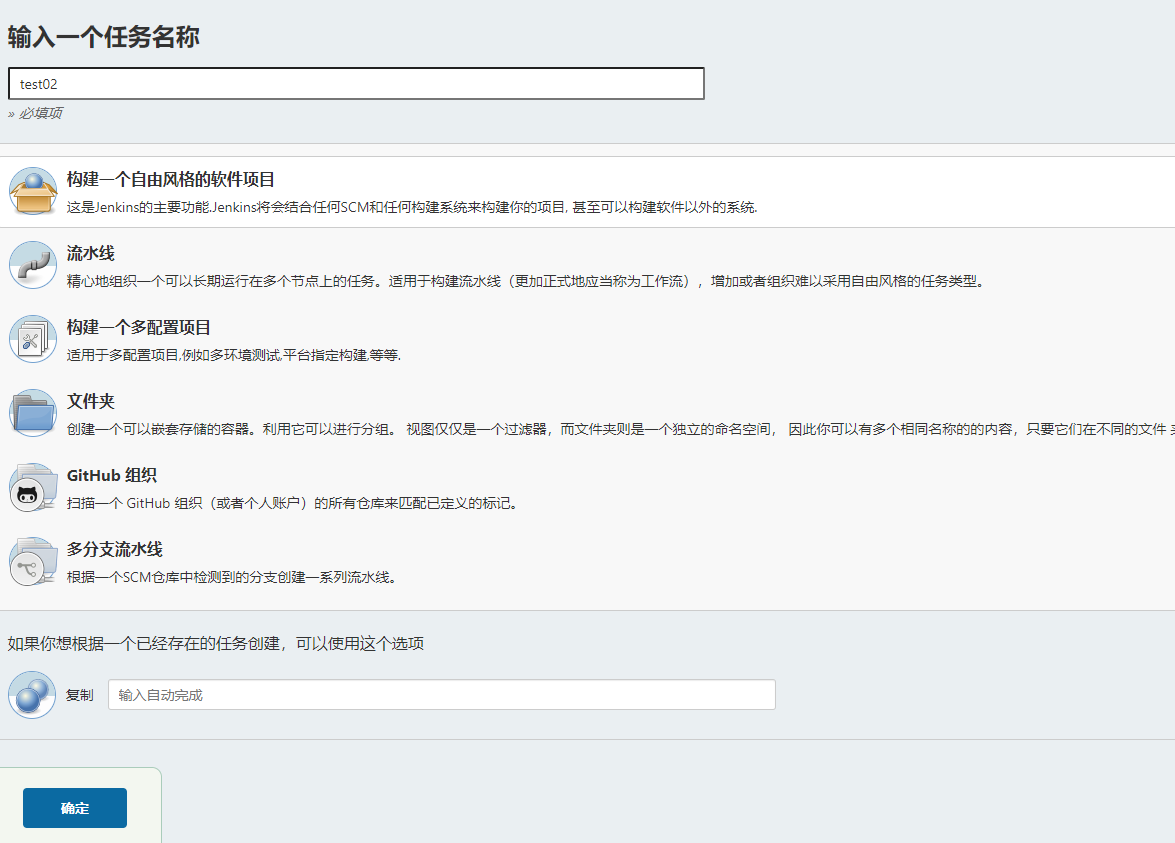 输入一个任务名称
test02
» 必填项
构建一个自由风格的软件项目
这是Jenkins的主要功能.Jenkins将会结合任何SCM和任何构建系统来构建你的项目, 甚至可以构建软件以外的系统.
流水线
精心地组织一个可以长期运行在多个节点上的任务。适用于构建流水线（更加正式地应当称为工作流），增加或者组织难以采用自由风格的任务类型。
构建一个多配置项目
适用于多配置项目,例如多环境测试,平台指定构建,等等.
文件夹
创建一个可以嵌套存储的容器。利用它可以进行分组。 视图仅仅是一个过滤器，而文件夹则是一个独立的命名空间， 因此你可以有多个相同名称的的内容，只要它们在不同的文件
GitHub 组织
扫描一个 GitHub 组织（或者个人账户）的所有仓库来匹配已定义的标记。
多分支流水线
根据一个SCM仓库中检测到的分支创建一系列流水线。
如果你想根据一个已经存在的任务创建，可以使用这个选项
复制 输入自动完成
确定